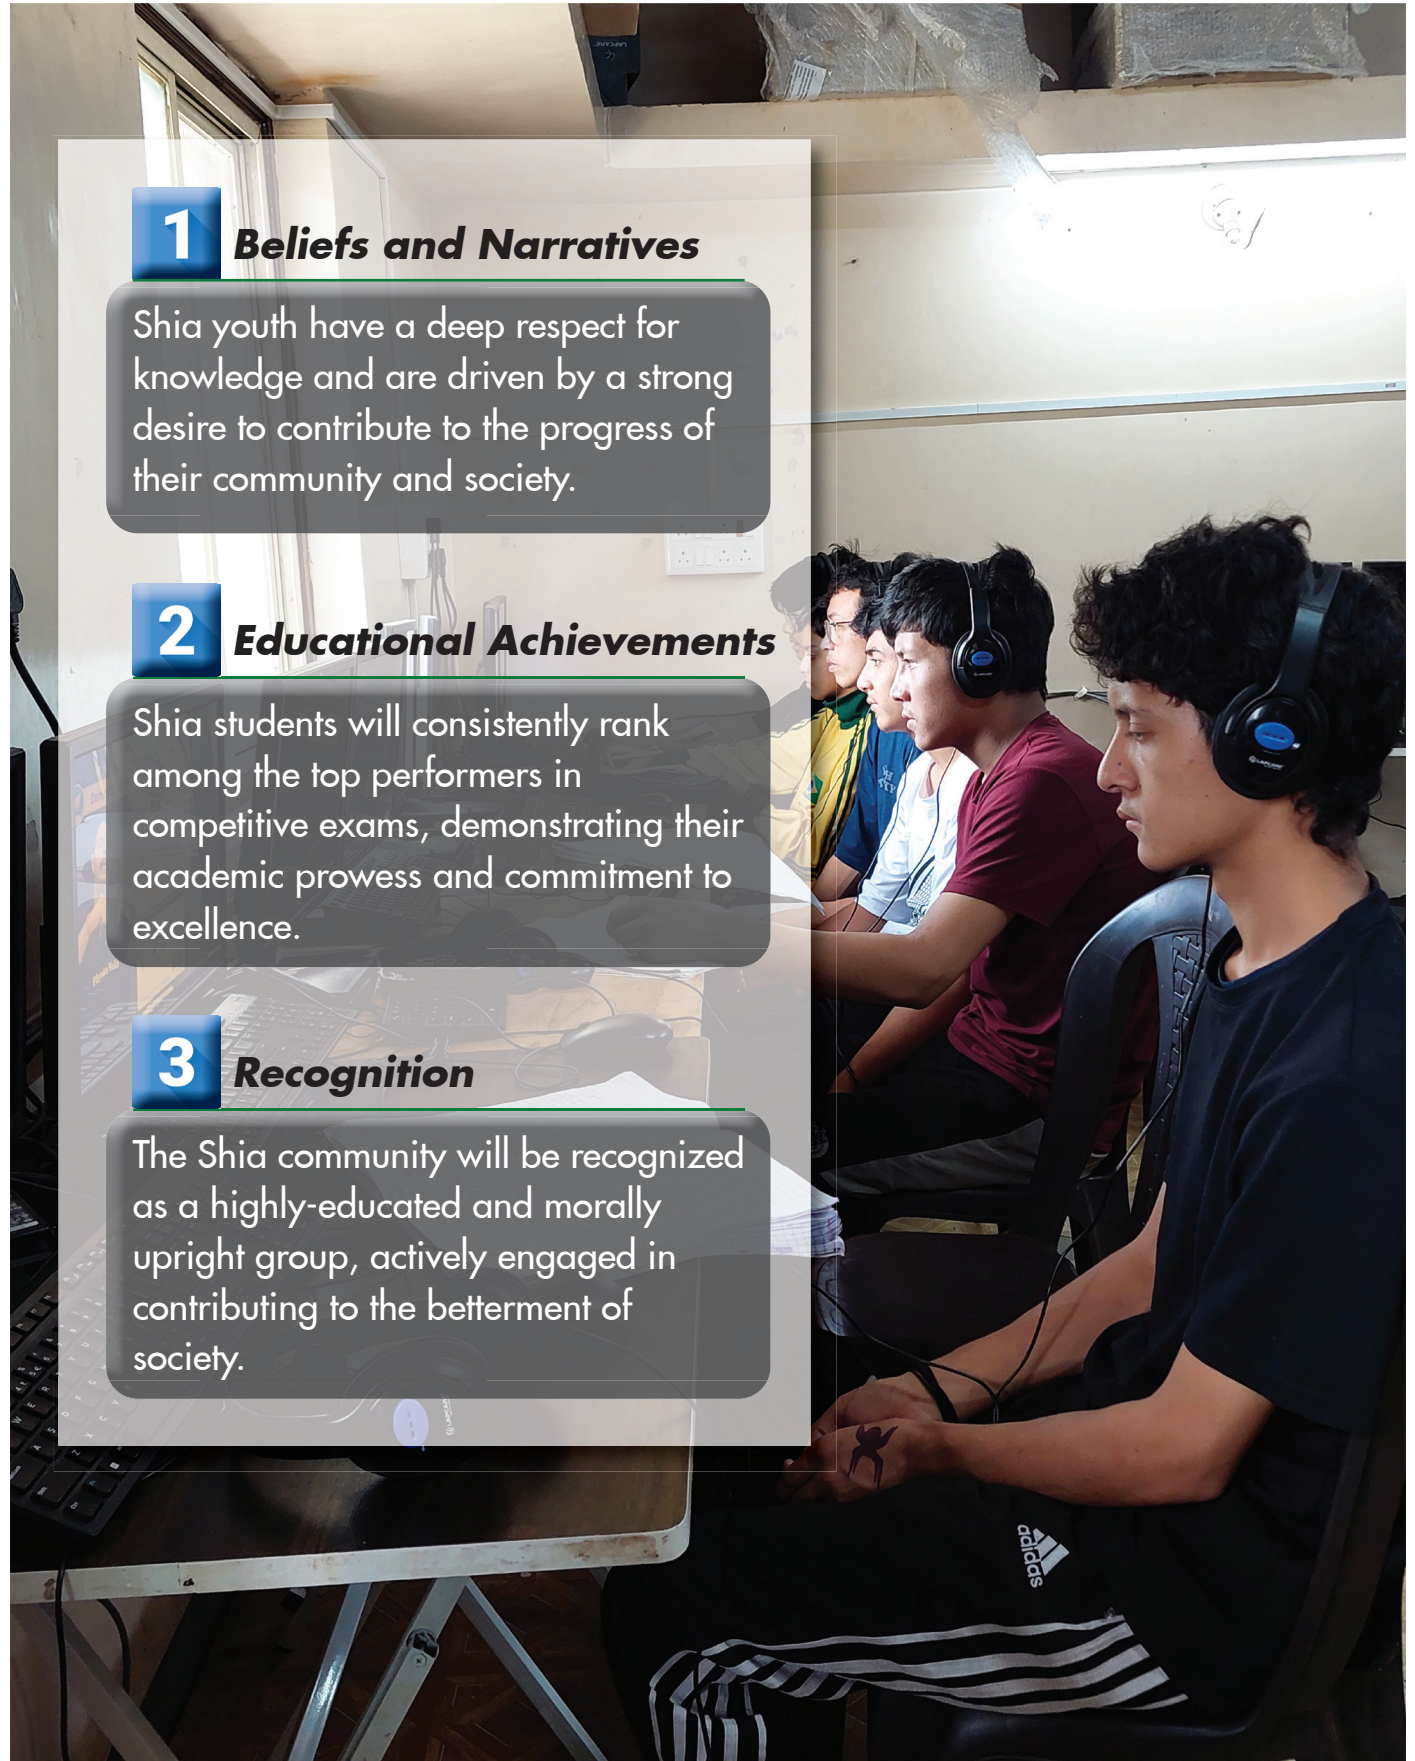 1
Beliefs and Narratives
Shia youth have a deep respect for
knowledge and are driven by a strong
desire to contribute to the progress of
their community and society.
2
Educational Achievements
Shia students will consistently rank
among the top performers in
competitive exams, demonstrating their
academic prowess and commitment to
excellence.
3
Recognition
The Shia community will be recognized
as a highly-educated and morally
upright group, actively engaged in
contributing to the betterment of
society.
LAPCARE
adidas